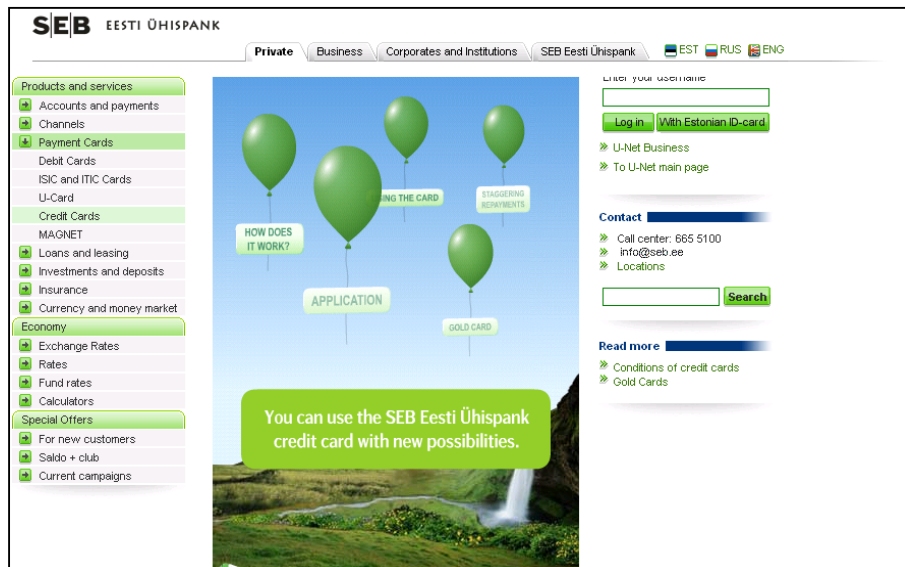 SEB EESTI ÜHISPANK
Private
Business
Corporates and Institutions
SEB Eesti Ühispank
EST
RUS
ENG
Products and services
Accounts and payments
Channels
Payment Cards
Debit Cards
ISIC and ITIC Cards
U-Card
Credit Cards
MAGNET
Loans and leasing
Investments and deposits
Insurance
Currency and money market
Economy
Exchange Rates
Rates
Fund rates
Calculators
Special Offers
For new customers
Saldo + club
Current campaigns
HOW DOES
IT WORK?
THE CARD
STAGGERING
REPAYMENTS
APPLICATION
GOLD CARD
You can use the SEB Eesti Ühispank
credit card with new possibilities.
Enter your username
Log in
With Estonian ID-card
U-Net Business
To U-Net main page
Contact
Call center: 665 5100
info@seb.ee
Locations
Search
Read more
Conditions of credit cards
Gold Cards